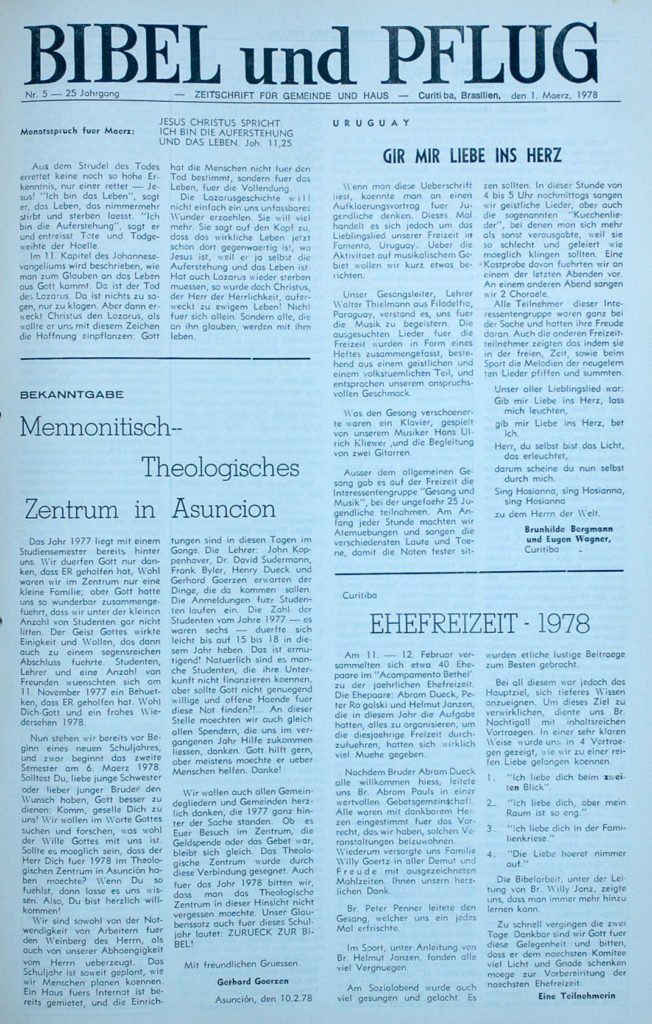 BIBEL und PFLUG
Nr. 5 — 25 Jahrgang — ZEITSCHRIFT FÜR GEMEINDE UND HAUS — Curitiba, Brasilien, den 1. Maerz, 1978
Monatsspruch fuer Maerz:
JESUS CHRISTUS SPRICHT:
ICH BIN DIE AUFERSTEHUNG
UND DAS LEBEN. Joh. 11,25
Aus dem Strudel des Todes
errettet keine noch so hohe Er-
kenntnis, nur einer rettet — Je-
sus! "Ich bin das Leben", sagt
er, das Leben, das nimmermehr
stirbt und sterben laesst. "Ich
bin die Auferstehung", sagt er
und entreisst Tote und Todge-
weihte der Hoelle.
Im 11. Kapitel des Johannese-
vangeliums wird beschrieben, wie
man zum Glauben an das Leben
aus Gott kammt. Da ist der Tod
des Lazarus. Da ist nichts zu sa-
gen, nur zu klagen. Aber dann er-
weckt Christus den Lazarus, als
wollte er uns mit diesem Zeichen
die Hoffnung einpflanzen: Gott
hat die Menschen nicht fuer den
Tod bestimmt, sondern fuer das
Leben, fuer die Vollendung.
Die Lazarusgeschichte will
nicht einfach ein uns unfassbares
Wunder erzaehlen. Sie will viel
mehr. Sie sagt auf den Kopf zu,
dass das wirkliche Leben jetzt
schon dort gegenwaertig ist, wo
Jesus ist, weil er ja selbst die
Auferstehung und das Leben ist.
Hat auch Lazarus wieder sterben
muessen, so wurde doch Christus,
der Herr der Herrlichkeit, aufer-
weckt zu ewigem Leben! Nicht
fuer sich allein. Sondern alle, die
an ihn glauben, werden mit ihm
leben.
BEKANNTGABE
Mennonitisch--
Theologisches
Zentrum in Asuncion
Das Jahr 1977 liegt mit einem
Studiensemester bereits hinter
uns. Wir duerfen Gott nur dan-
ken, dass ER geholfen hat. Wohl
waren wir im Zentrum nur eine
kleine Familie; aber Gott hatte
uns so wunderbar zusammenge-
fuehrt, dass wir unter der kleinen
Anzahl von Studenten gar nicht
litten. Der Geist Gottes wirkte
Einigkeit und Wollen, das dann
auch zu einem segensreichen
Abschluss fuehrte. Studenten,
Lehrer und eine Anzahl von
Freunden wuenschten sich am
11. November 1977 ein Behuet-
ken, dass ER geholfen hat. Wohl
Dich-Gott und ein frohes Wie-
dersehen 1978.
Nun stehen wir bereits vor Be-
ginn eines neuen Schuljahres,
und zwar beginnt das zweite
Semester am 6. Maerz 1978.
Solltest Du, liebe junge Schwester
oder lieber junger Bruder den
Wunsch haben, Gott besser zu
dienen: Komm, geselle Dich zu
uns! Wir wollen im Worte Gottes
suchen und forschen, was wohl
der Wille Gottes mit uns ist.
Sollte es moeglich sein, dass der
Herr Dich fuer 1978 im Theolo-
gischen Zentrum in Asunción ha-
ben moechte? Wenn Du so
fuehlst, dann lasse es uns wis-
sen. Also, Du bist herzlich will-
kommen!
Wir sind sowohl von der Not-
wendigkeit von Arbeitern fuer
den Weinberg des Herrn, als
auch von unserer Abhaengigkeit
vom Herrn ueberzeugt. Das
Schuljahr ist soweit geplant, wie
wir Menschen planen koennen.
Ein Haus fuers Internat ist be-
reits gemietet, und die Einrich-
tungen sind in diesen Tagen im
Gange. Die Lehrer: John Kop-
penhaver, Dr. David Sudermann,
Frank Byler, Henry Dueck und
Gerhard Goerzen erwarten der
Dinge, die da kommen sollen.
Die Anmeldungen fuer Studen-
ten laufen ein. Die Zahl der
Studenten vom Jahre 1977 — es
waren sechs — duerfte sich
leicht bis auf 15 bis 18 in die-
sem Jahr heben. Das ist ermu-
tigend! Natuerlich sind es man-
che Studenten, die ihre Unter-
kunft nicht finanzieren koennen,
aber sollte Gott nicht genuegend
willige und offene Haende fuer
diese Not finden?!... An dieser
Stelle moechten wir auch gleich
allen Spendern, die uns im ver-
gangenen Jahr Hilfe zukommen
liessen, danken. Gott hilft gern,
aber meistens moechte er ueber
Menschen helfen. Danke!
Wir wollen auch allen Gemein-
degliedern und Gemeinden herz-
lich danken, die 1977 ganz hin-
ter der Sache standen. Ob es
Euer Besuch im Zentrum, die
Geldspende oder das Gebet war,
bleibt sich gleich. Das Theolo-
gische Zentrum wurde durch
diese Verbindung gesegnet. Auch
fuer das Jahr 1978 bitten wir,
dass man das Theologische
Zentrum in dieser Hinsicht nicht
vergessen moechte. Unser Glau-
benssatz auch fuer dieses Schul-
jahr lautet: ZURUECK ZUR BI-
BEL!
Mit freundlichen Gruessen.
Gerhard Goerzen
Asunción, den 10.2.78
URUGUAY
GIR MIR LIEBE INS HERZ
Wenn man diese Ueberschrift
liest, koennte man an einen
Aufklaerungsvortrag fuer Ju-
gendliche denken. Dieses Mal
handelt es sich jedoch um das
Lieblingslied unserer Freizeit in
Fomento, Uruguay. Ueber die
Aktivitaet auf musikalischem Ge-
biet wollen wir kurz etwas be-
richten:
Unser Gesangsleiter, Lehrer
Walter Thielmann aus Filadelfia,
Paraguay, verstand es, uns fuer
die Musik zu begeistern. Die
ausgesuchten Lieder fuer die
Freizeit wurden in Form eines
Heftes zusammengefasst, beste-
hend aus einem geistlichen und
einem volkstuemlichen Teil, und
entsprachen unserem anspruchs-
vollen Geschmack.
Was den Gesang verschoener-
te waren ein Klavier, gespielt
von unserem Musiker Hans Ul-
rich Kliewer ,und die Begleitung
von zwei Gitarren.
Ausser dem allgemeinen Ge-
sang gab es auf der Freizeit die
Interessentengruppe "Gesang und
Musik", bei der ungefaehr 25 Ju-
gendliche teilnahmen. Am An-
fang jeder Stunde machten wir
Atemuebungen und sangen die
verschiedensten Laute und Toe-
ne, damit die Noten fester sit-
zen sollten. In dieser Stunde von
4 bis 5 Uhr nachmittags sangen
wir geistliche Lieder, aber auch
die sogenannten "Kuechenlie-
der", bei denen man sich mehr
als sonst verausgabte, weil sie
so schlecht und geleiert wie
moeglich klingen sollten. Eine
Kostprobe davon fuehrten wir an
einem der letzten Abenden vor.
An einem anderen Abend sangen
wir 2 Choraele.
Alle Teilnehmer dieser Inte-
ressentengruppe waren ganz bei
der Sache und hatten ihre Freude
daran. Auch die anderen Freizeit-
teilnehmer zeigten das indem sie
in der freien, Zeit, sowie beim
Sport die Melodien der neugelern
ten Lieder pfiffen und summten.
Unser aller Lieblingslied war:
Gib mir Liebe ins Herz, lass
mich leuchten,
gib mir Liebe ins Herz, bet
ich.
Herr, du selbst bist das Licht,
das erleuchtet,
darum scheine du nun selbst
durch mich.
Sing Hosianna, sing Hosianna,
sing Hosianna
zu dem Herrn der Welt.
Brunhilde Bergmann
und Eugen Wagner,
Curitiba
Curitiba
EHEFREIZEIT - 1978
Am 11. — 12. Februar ver-
sammelten sich etwa 40 Ehe-
paare im "Acampamento Bethel"
zu der jaehrlichen Ehefreizeit.
Die Ehepaare: Abram Dueck, Pe-
ter Rogalski und Helmut Janzen,
die in diesem Jahr die Aufgabe
hatten, alles zu organisieren, um
die diesjaehrige Freizeit durch-
zufuehren, hatten sich wirklich
viel Muehe gegeben.
Nachdem Bruder Abram Dueck
alle willkommen hiess, leitete
uns Br. Abram Pauls in einer
wertvollen Gebetsgemeinschaft.
Alle waren mit dankbarem Her-
zen eingestimmt fuer das Vor-
recht, das wir haben, solchen Ve-
ranstaltungen beizuwohnen.
Wiederum versorgte uns Familie
Willy Goertz in aller Demut und
Freude mit ausgezeichneten
Mahlzeiten. Ihnen unsern herz-
lichen Dank.
Br. Peter Penner leitete den
Gesang, welcher uns ein jedes
Mal erfrischte.
Im Sport, unter Anleitung von
Br. Helmut Janzen, fanden alle
viel Vergnuegen.
Am Sozialabend wurde auch
viel gesungen und gelacht. Es
wurden etliche lustige Beitraege
zum Besten gebracht.
Bei all diesem war jedoch das
Hauptziel, sich tieferes Wissen
anzueignen. Um dieses Ziel zu
verwirklichen, diente uns Br.
Nachtigall mit inhaltsreichen
Vortraegen. In einer sehr klaren
Weise wurde uns in 4 Vortrae-
gen gezeigt, wie wir zu einer rei-
fen Liebe gelangen koennen.
1. "Ich liebe dich beim zwei-
ten Blick"
2. "Ich liebe dich, aber mein
Raum ist so eng."
3. "Ich liebe dich in der Fami-
lienkriese."
4. "Die Liebe hoeret nimmer
auf."
Die Bibelarbeit, unter der Lei-
tung von Br. Willy Janz, zeigte
uns, dass man immer mehr hinzu
lernen kann.
Zu schnell vergingen die zwei
Tage. Dankbar sind wir Gott fuer
diese Gelegenheit und bitten,
dass er dem naechsten Komitee
viel Licht und Gnade schenken
moege zur Vorbereiritung der
naechsten Ehefreizeit.
Eine Teilnehmerin